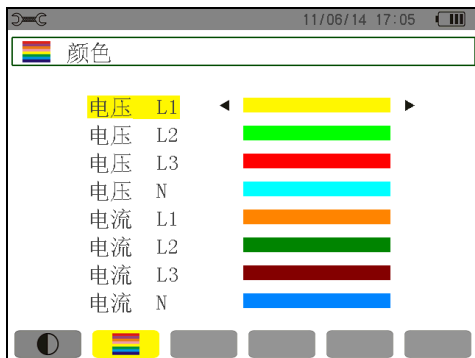 11/06/14 17:05
颜色
电压 L1
电压 L2
电压 L3
电压 N
电流 L1
电流 L2
电流 L3
电流 N